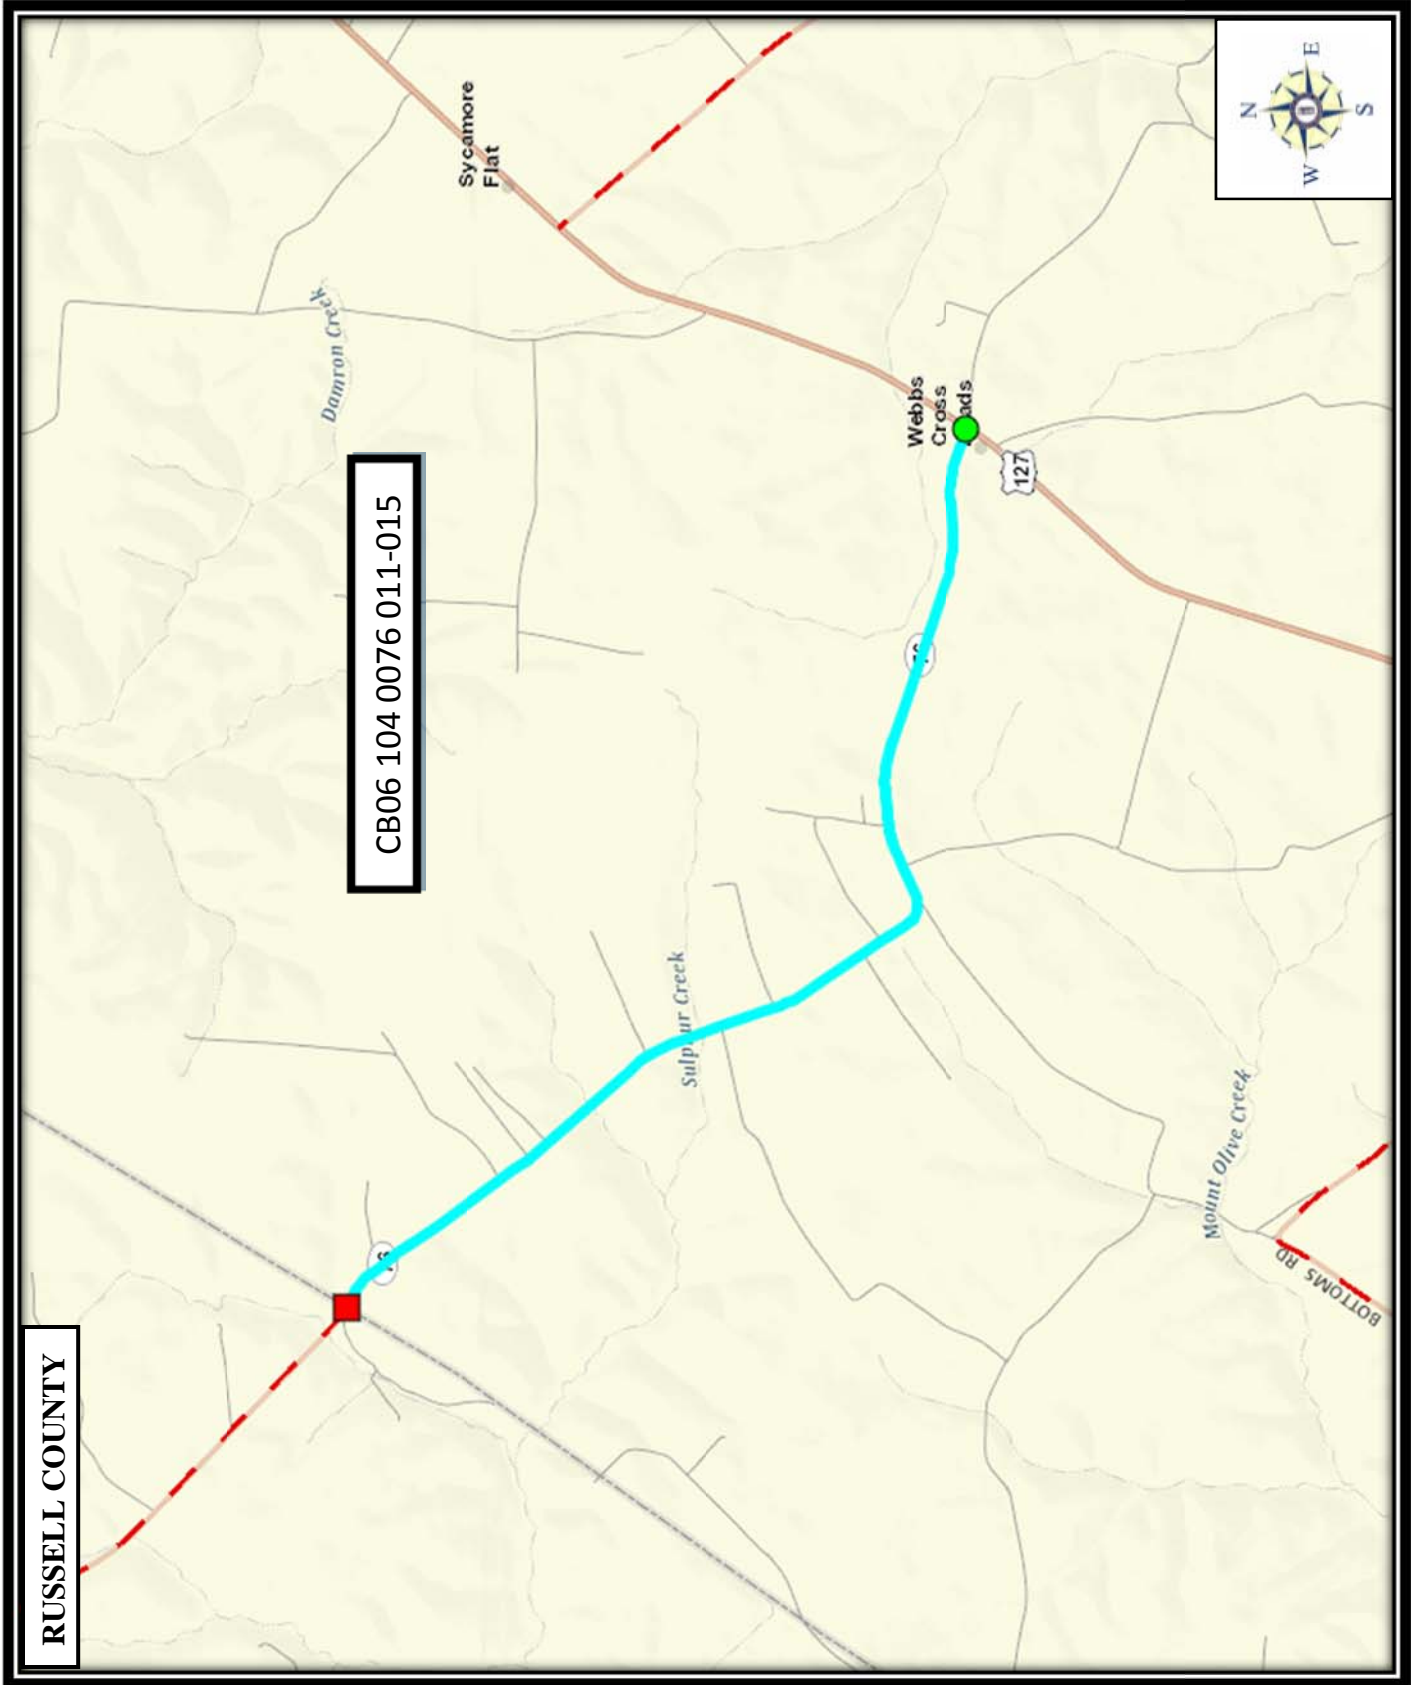 RUSSELL COUNTY
Damron Creek
CB06 104 0076 011-015
Sycamore
Flat
Sulphur Creek
Webbs
Cross
127
Mount Olive Creek
BOTTOMS RD
N
W E
S